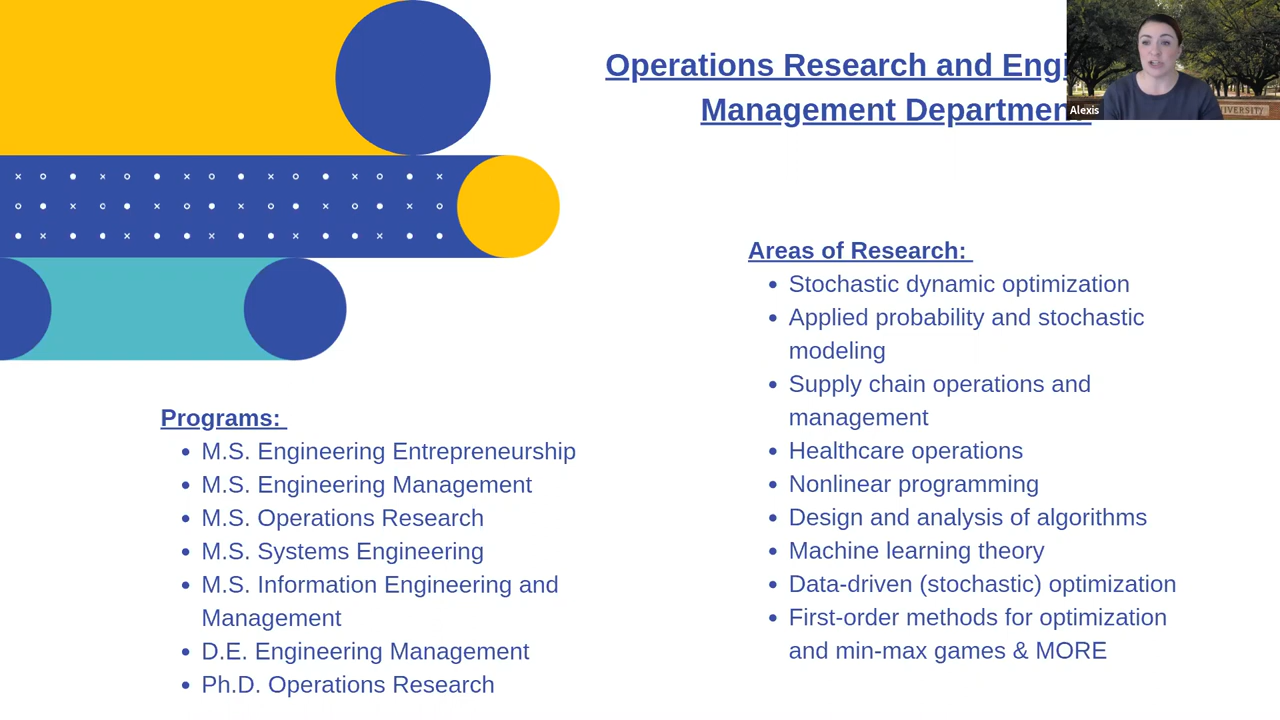 Operations Research and Engi
Management Department
Alexis
VERSITY
Areas of Research:
• Stochastic dynamic optimization
• Applied probability and stochastic
modeling
• Supply chain operations and
management
• Healthcare operations
• Nonlinear programming
• Design and analysis of algorithms
• Machine learning theory
• Data-driven (stochastic) optimization
• First-order methods for optimization
and min-max games & MORE
Programs:
• M.S. Engineering Entrepreneurship
• M.S. Engineering Management
• M.S. Operations Research
• M.S. Systems Engineering
• M.S. Information Engineering and
Management
• D.E. Engineering Management
• Ph.D. Operations Research